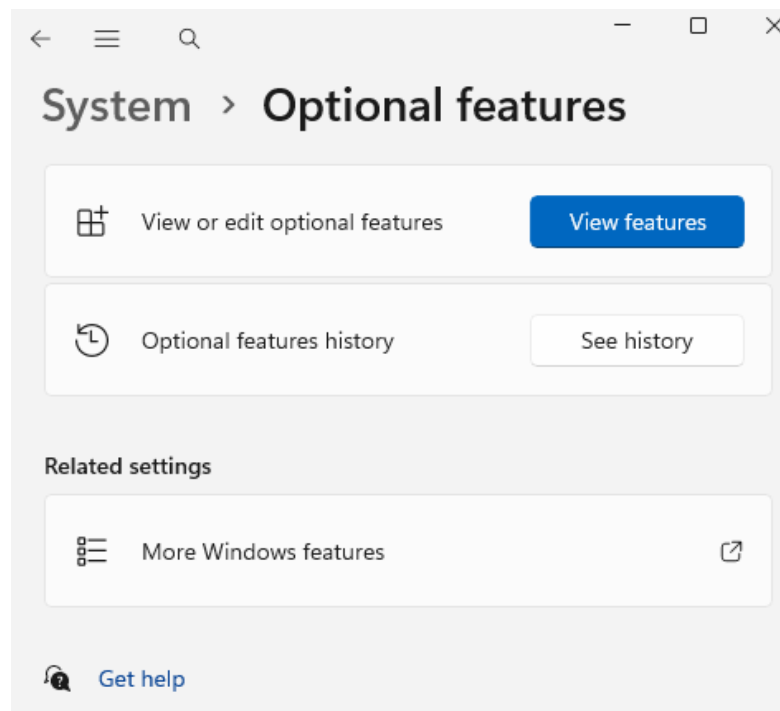 System > Optional features
View or edit optional features
View features
Optional features history
See history
Related settings
More Windows features
Get help